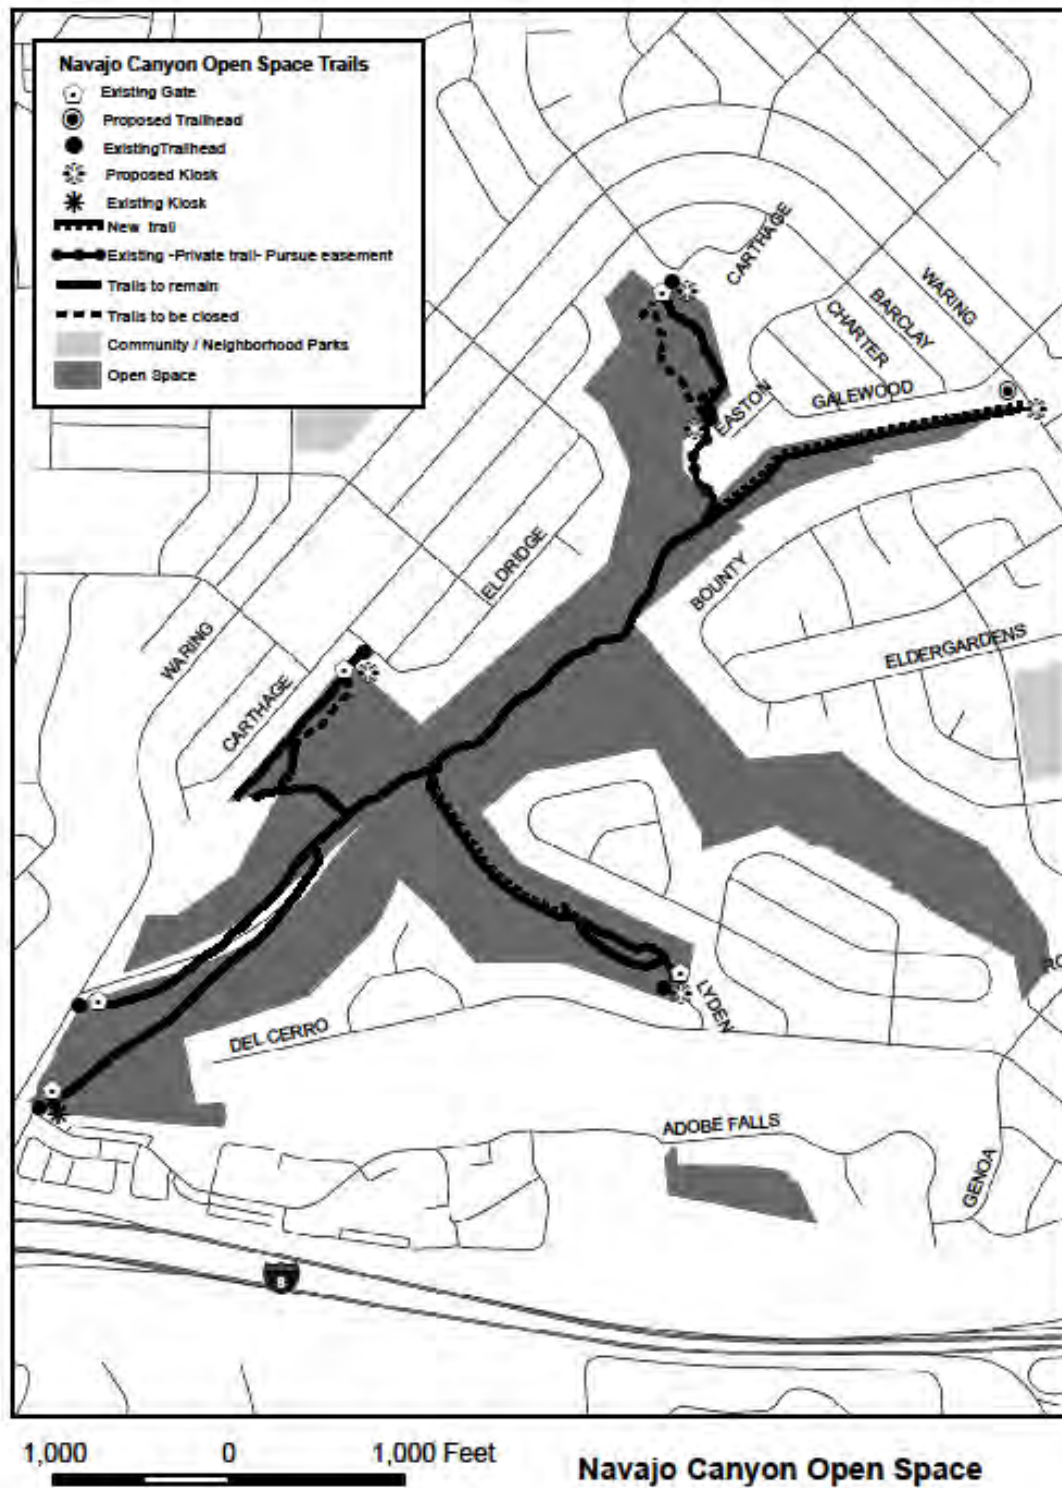 Navajo Canyon Open Space Trails
Existing Gate
Proposed Trailhead
ExistingTrailhead
Proposed Kiosk
Existing Kiosk
New trail
Existing -Private trail- Pursue easement
Trails to remain
Trails to be closed
Community / Neighborhood Parks
Open Space
CARTHAGE
WARING
BARCLAY
CHARTER
GALEWOOD
EASTON
ELDRIDGE
BOUNTY
ELDERGARDENS
WARING
CARTHAGE
LYDEN
DEL CERRO
ADOBE FALLS
GENOA
8
1,000 0 1,000 Feet
Navajo Canyon Open Space